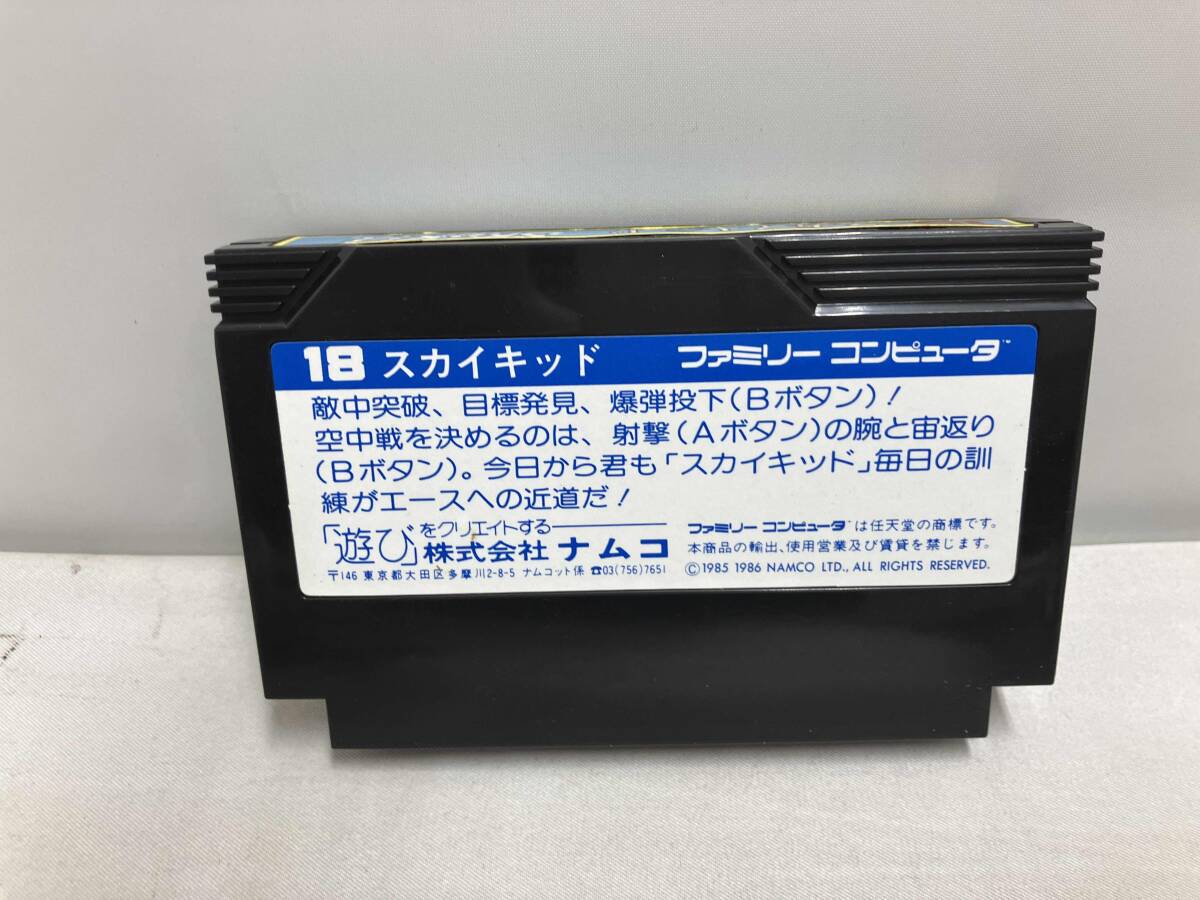 18 スカイキッド ファミリー コンピュータ™
敵中突破、目標発見、爆弾投下(Bボタン)!
空中戦を決めるのは、射撃(Aボタン)の腕と宙返り
(Bボタン)。今日から君も「スカイキッド」毎日の訓
練がエースへの近道だ!
「遊び」をクリエイトする
株式会社 ナムコ
〒146 東京都大田区多摩川2-8-5 ナムコット係 ☎03(756)7651
ファミリー コンピュータ™は任天堂の商標です。
本商品の輸出、使用営業及び賃貸を禁じます。
©1985 1986 NAMCO LTD., ALL RIGHTS RESERVED.